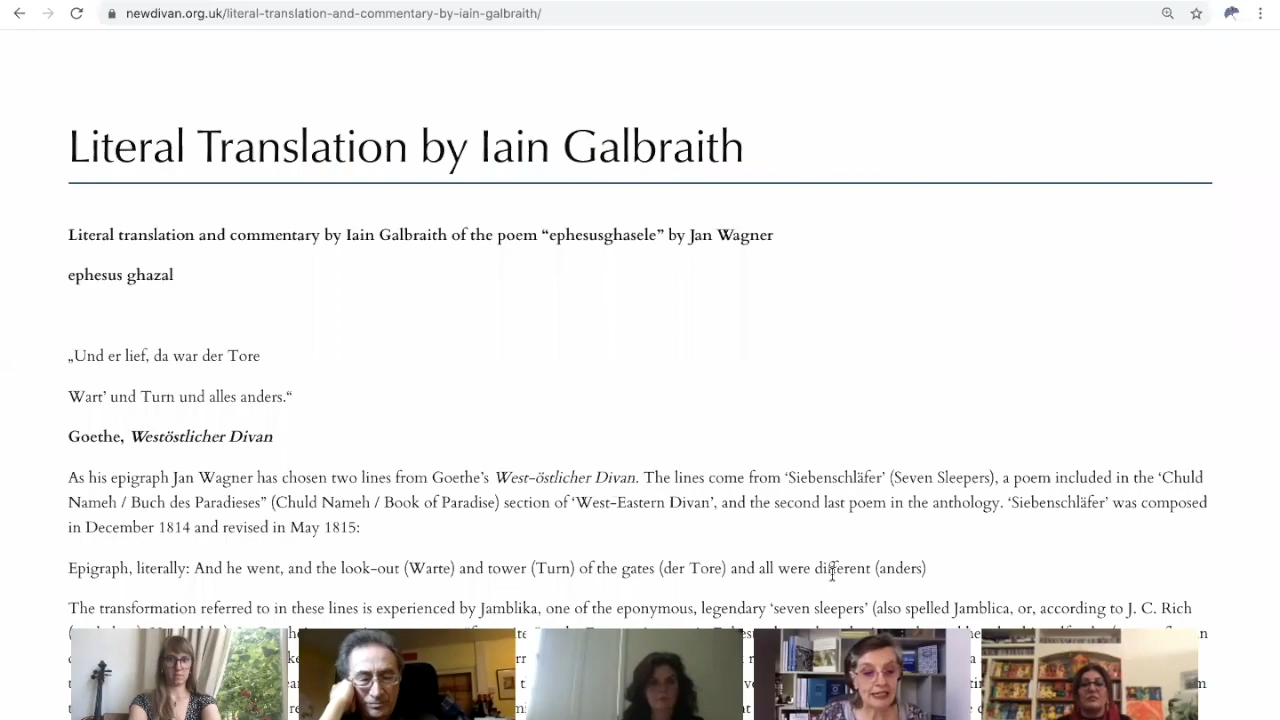 newdivan.org.uk/literal-translation-and-commentary-by-iain-galbraith/
Literal Translation by Iain Galbraith
Literal translation and commentary by Iain Galbraith of the poem “ephesusghasele” by Jan Wagner
ephesus ghazal
„Und er lief, da war der Tore
Wart’ und Turn und alles anders.“
Goethe, Westöstlicher Divan
As his epigraph Jan Wagner has chosen two lines from Goethe’s West-östlicher Divan. The lines come from ‘Siebenschläfer’ (Seven Sleepers), a poem included in the ‘Chuld
Nameh / Buch des Paradieses” (Chuld Nameh / Book of Paradise) section of ‘West-Eastern Divan’, and the second last poem in the anthology. ‘Siebenschläfer’ was composed
in December 1814 and revised in May 1815:
Epigraph, literally: And he went, and the look-out (Warte) and tower (Turn) of the gates (der Tore) and all were different (anders)
The transformation referred to in these lines is experienced by Jamblika, one of the eponymous, legendary ‘seven sleepers’ (also spelled Jamblica, or, according to J. C. Rich